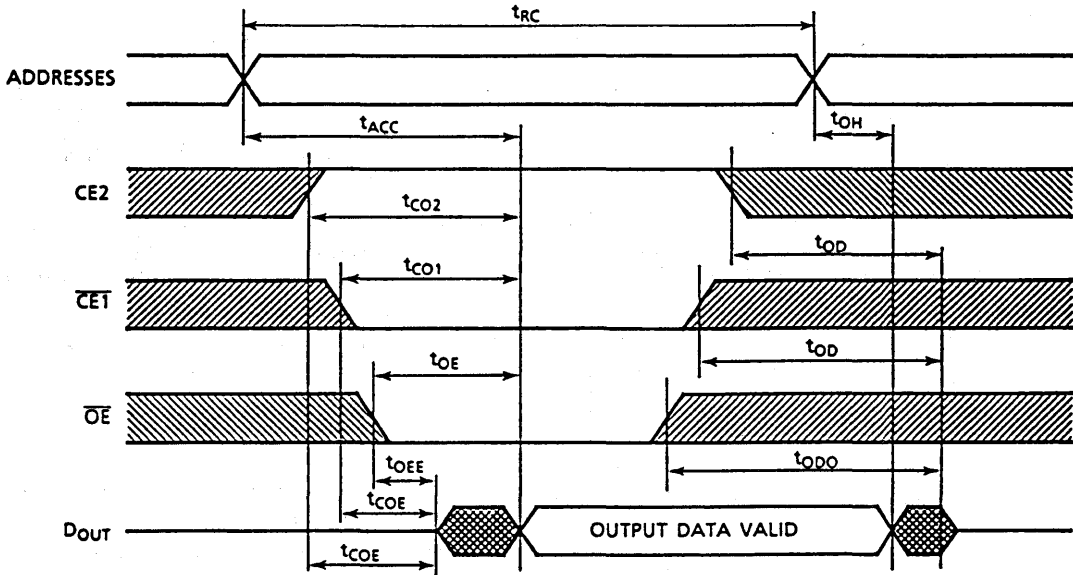 tRC
ADDRESSES
tACC
tOH
CE2
tCO2
tOD
tCO1
CE1
tOD
tOE
OE
tOEE
tODO
tCOE
DOUT
OUTPUT DATA VALID
tCOE